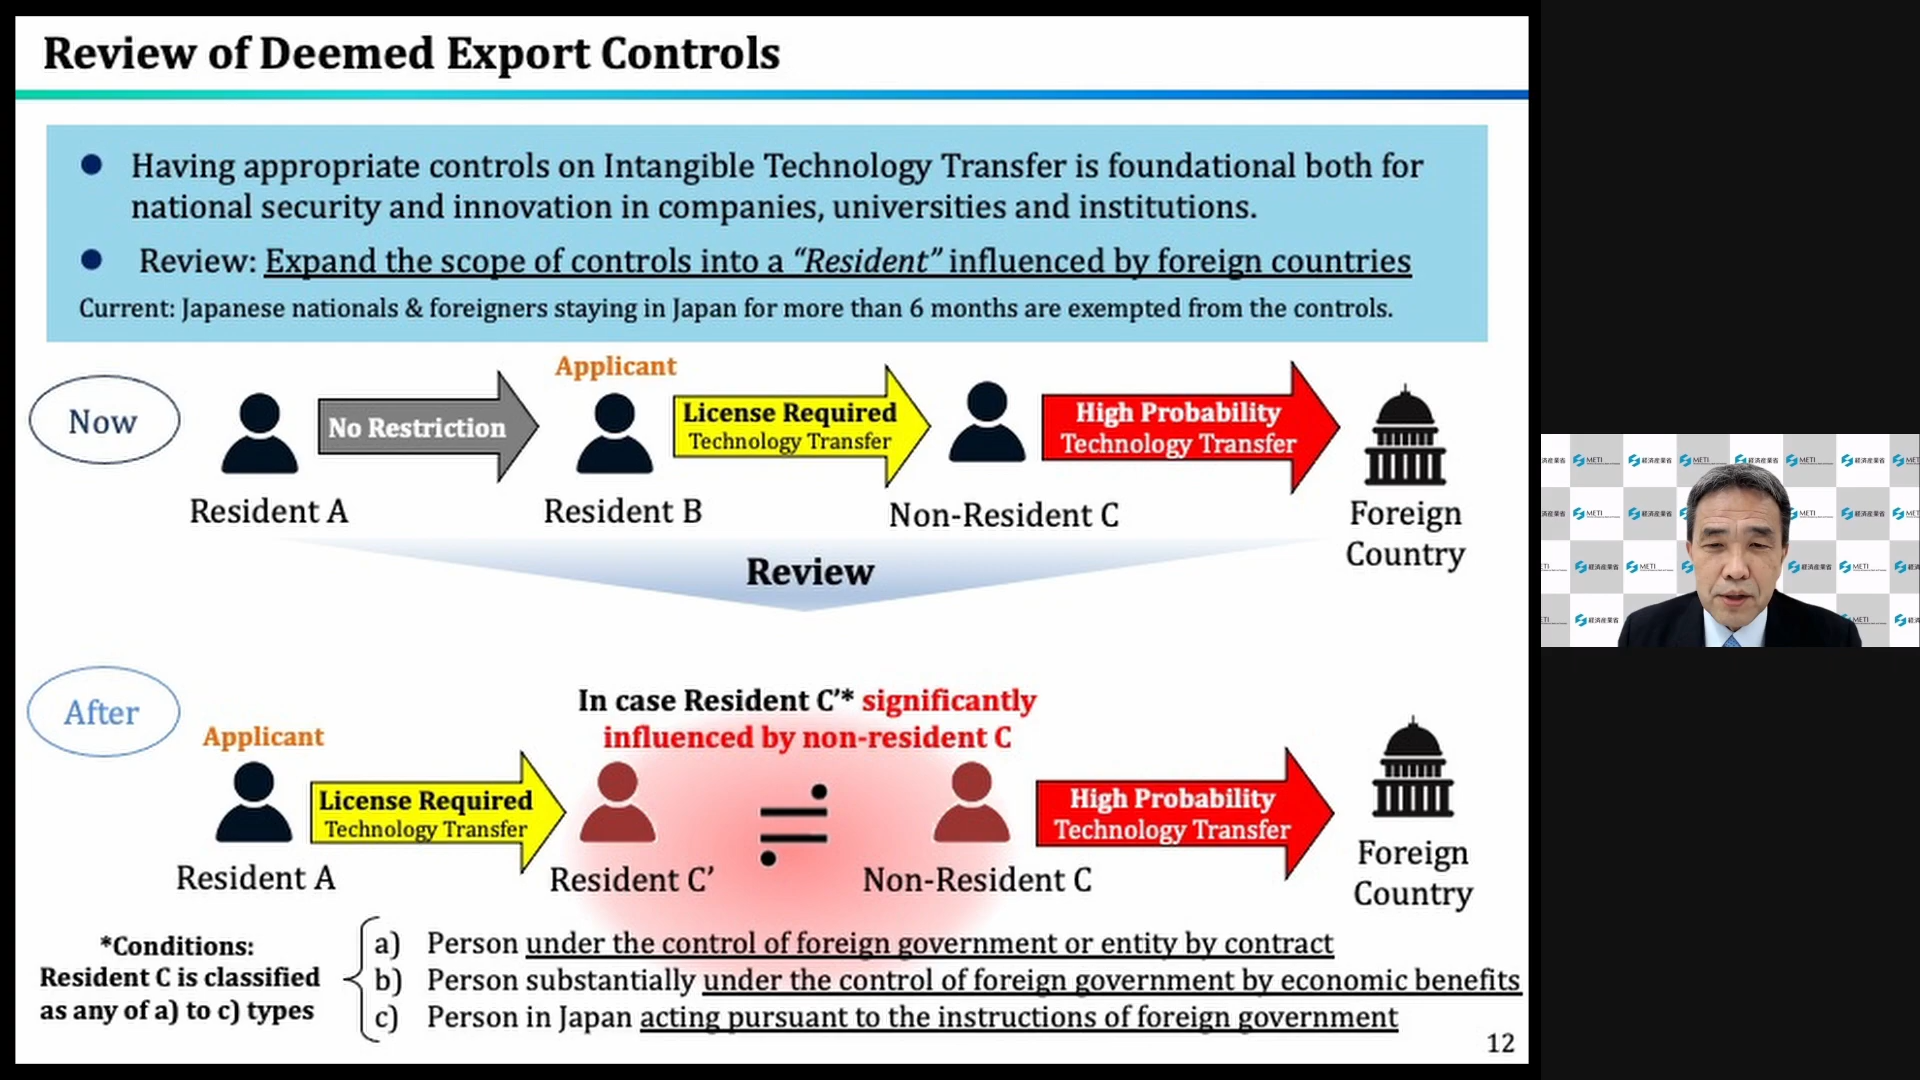 Review of Deemed Export Controls
Having appropriate controls on Intangible Technology Transfer is foundational both for
national security and innovation in companies, universities and institutions.
Review: Expand the scope of controls into a “Resident” influenced by foreign countries
Current: Japanese nationals & foreigners staying in Japan for more than 6 months are exempted from the controls.
Now
Applicant
No Restriction
License Required
Technology Transfer
High Probability
Technology Transfer
Resident A
Resident B
Non-Resident C
Foreign
Country
Review
After
Applicant
In case Resident C’* significantly
influenced by non-resident C
License Required
Technology Transfer
High Probability
Technology Transfer
Resident A
Resident C’
Non-Resident C
Foreign
Country
*Conditions:
Resident C is classified
as any of a) to c) types
a) Person under the control of foreign government or entity by contract
b) Person substantially under the control of foreign government by economic benefits
c) Person in Japan acting pursuant to the instructions of foreign government
12
METI
経済産業省